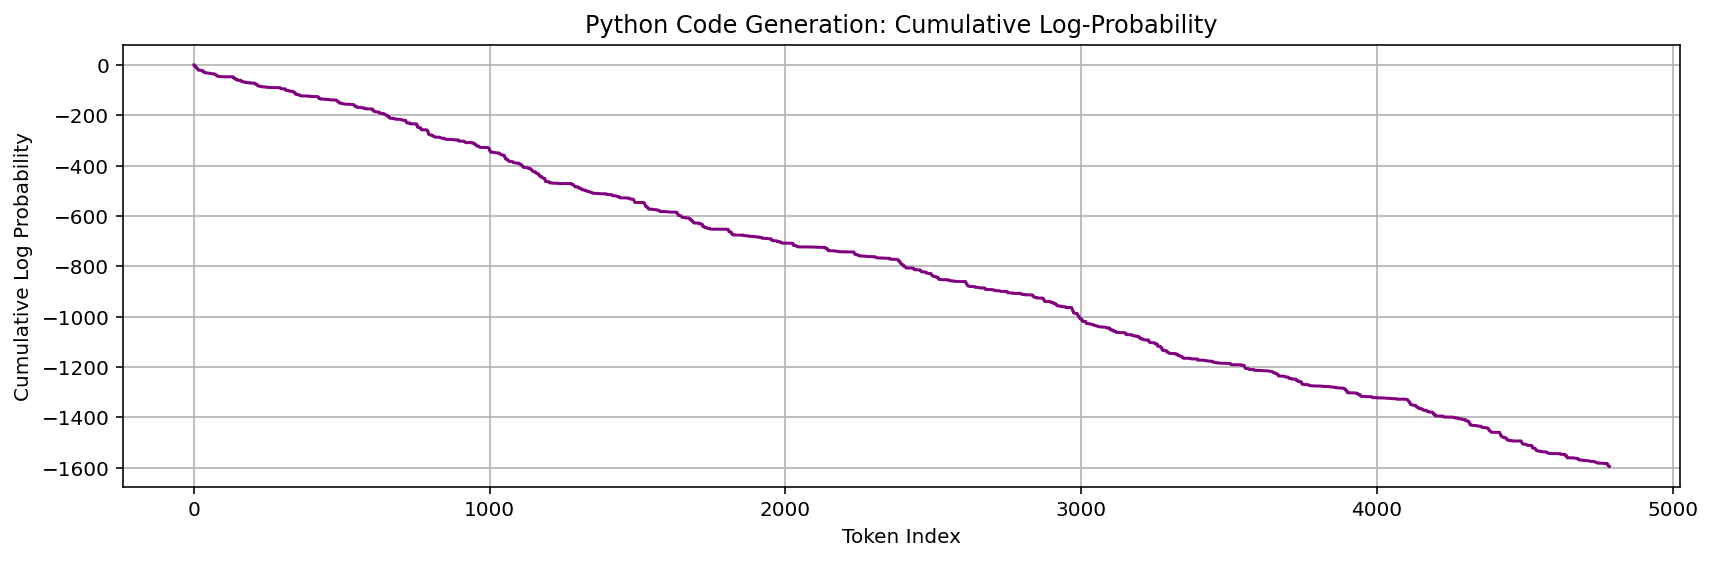 Python Code Generation: Cumulative Log-Probability
Cumulative Log Probability
0
−200
−400
−600
−800
−1000
−1200
−1400
−1600
0 1000 2000 3000 4000 5000
Token Index